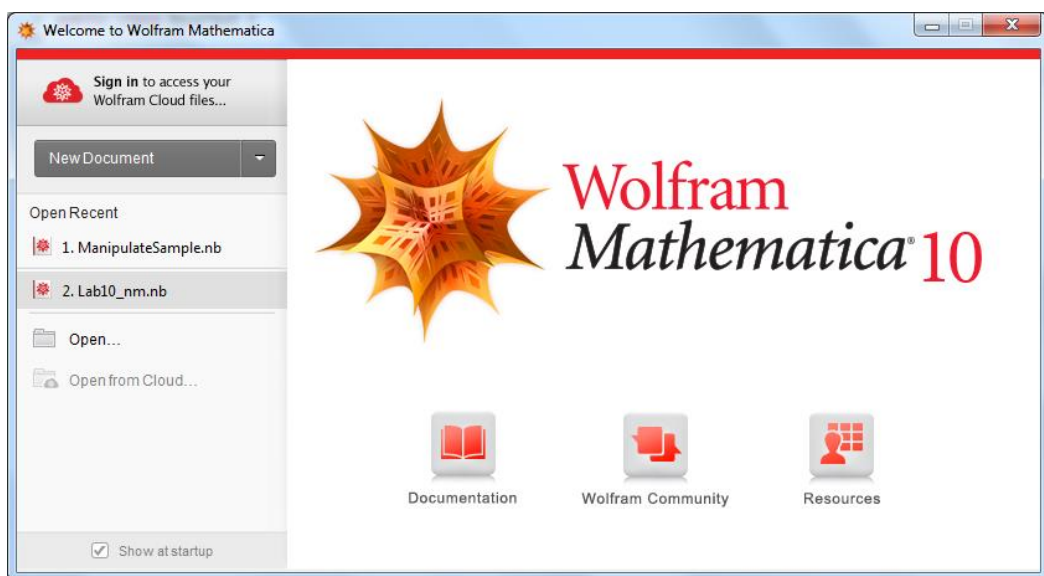 Welcome to Wolfram Mathematica
Sign in to access your
Wolfram Cloud files...
New Document
Open Recent
1. ManipulateSample.nb
2. Lab10_nm.nb
Open...
Open from Cloud...
Show at startup
Wolfram
Mathematica® 10
Documentation
Wolfram Community
Resources